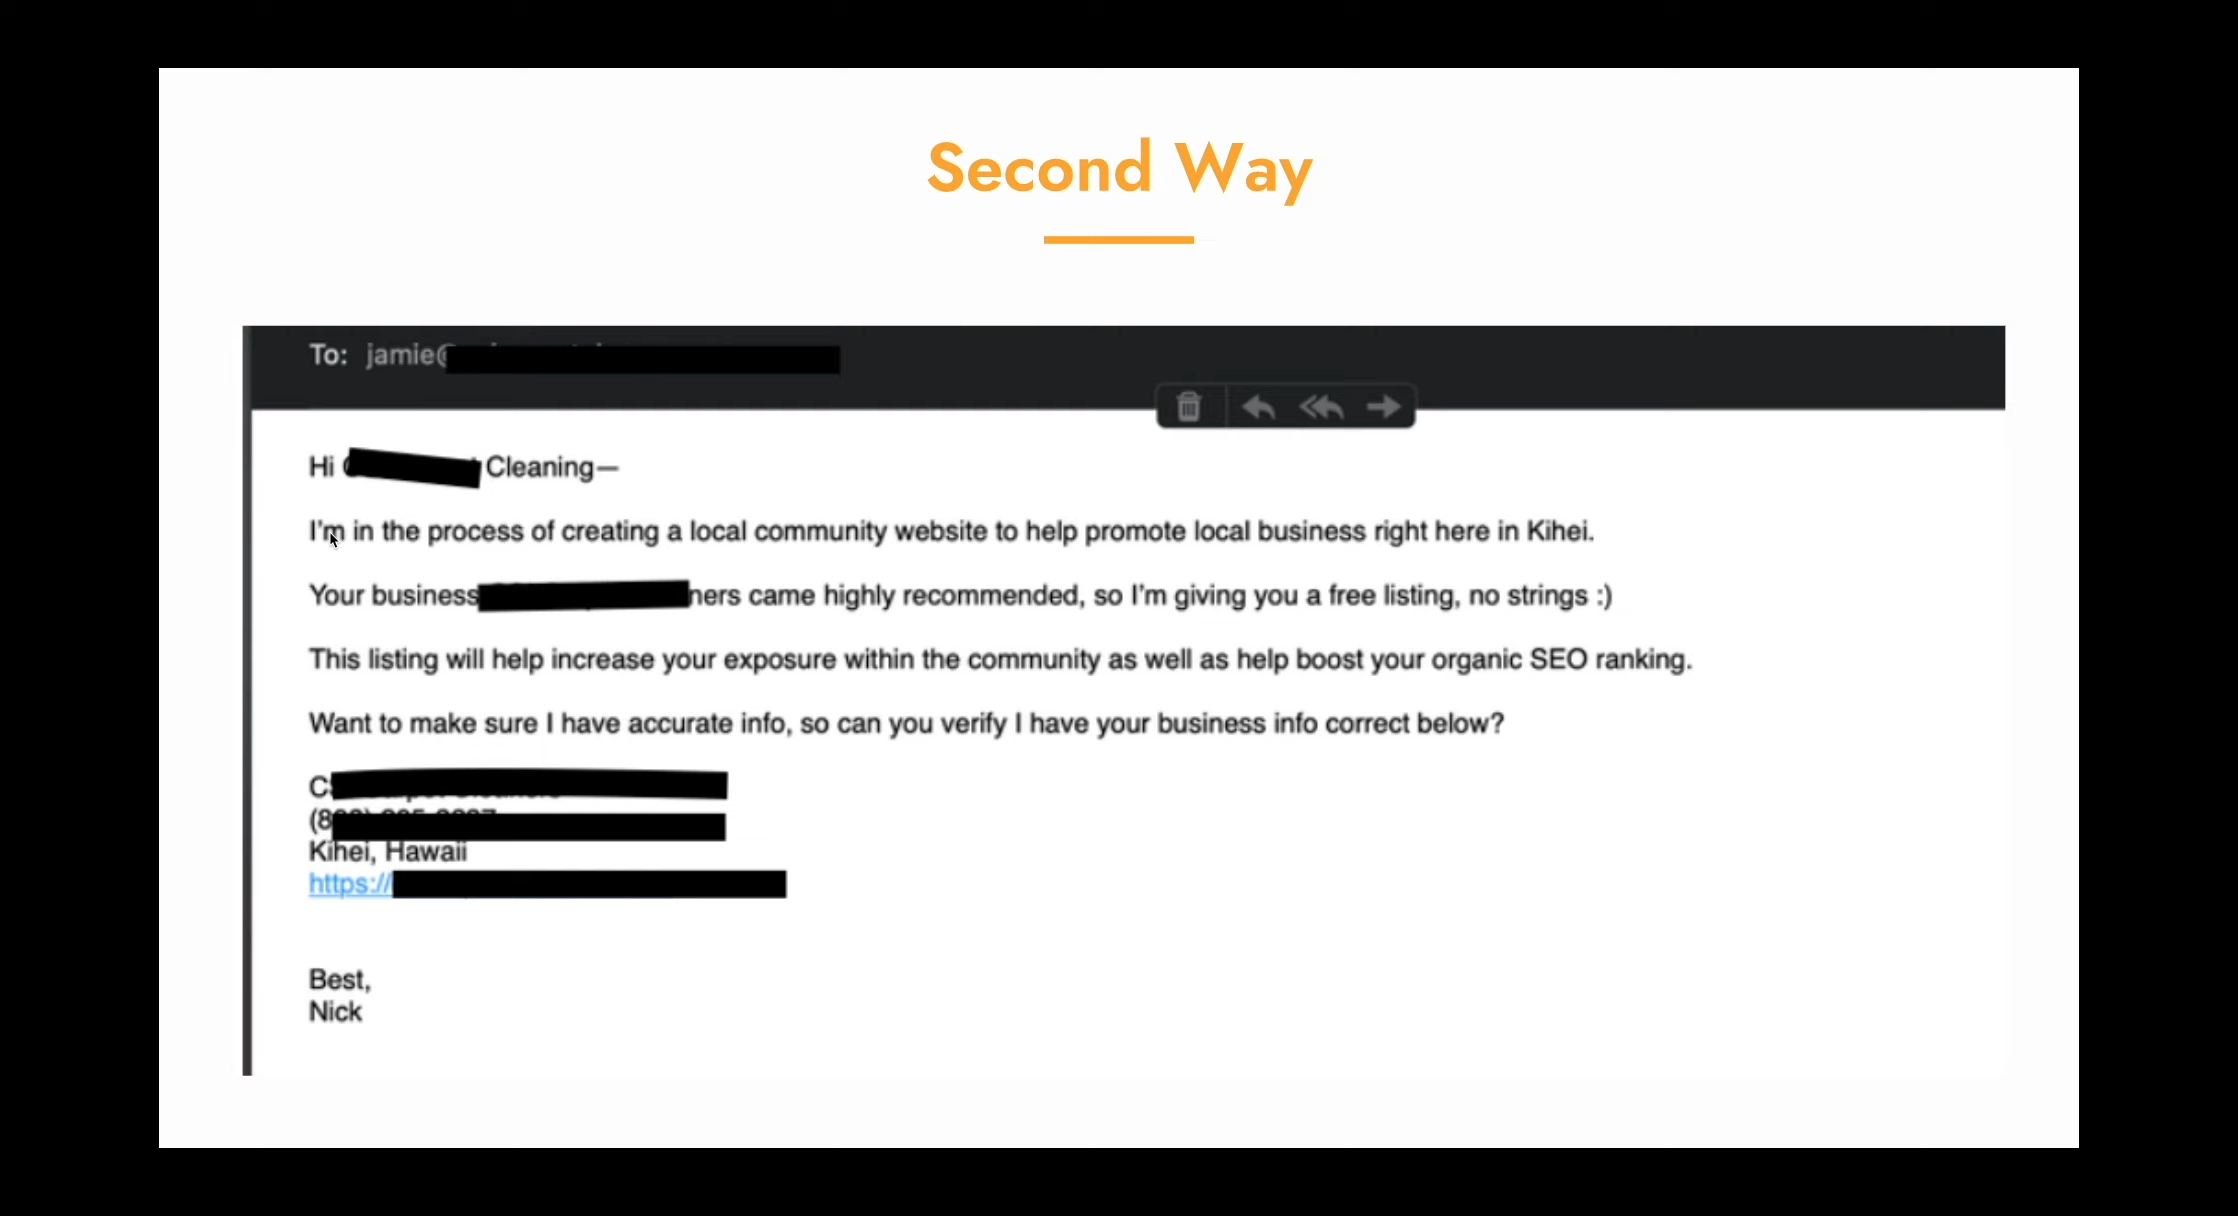 Second Way
To: jamie@
Hi Cleaning—
I'm in the process of creating a local community website to help promote local business right here in Kihei.
Your business ners came highly recommended, so I'm giving you a free listing, no strings :)
This listing will help increase your exposure within the community as well as help boost your organic SEO ranking.
Want to make sure I have accurate info, so can you verify I have your business info correct below?
(8
Kihei, Hawaii
https://
Best,
Nick